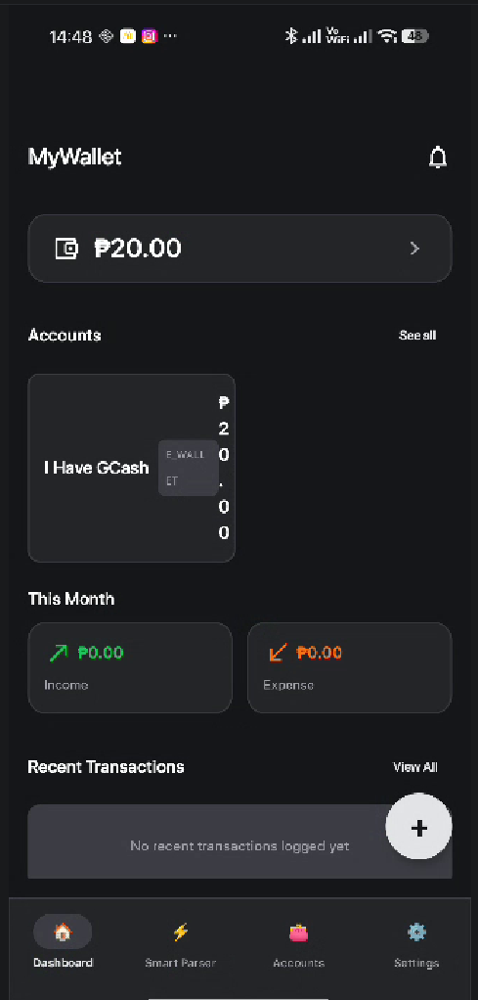 14:48
Vo
WiFi
48
MyWallet
₱20.00
Accounts
See all
I Have GCash
E_WALL
ET
₱
2
0
.
0
0
This Month
₱0.00
Income
₱0.00
Expense
Recent Transactions
View All
No recent transactions logged yet
+
Dashboard
Smart Parser
Accounts
Settings